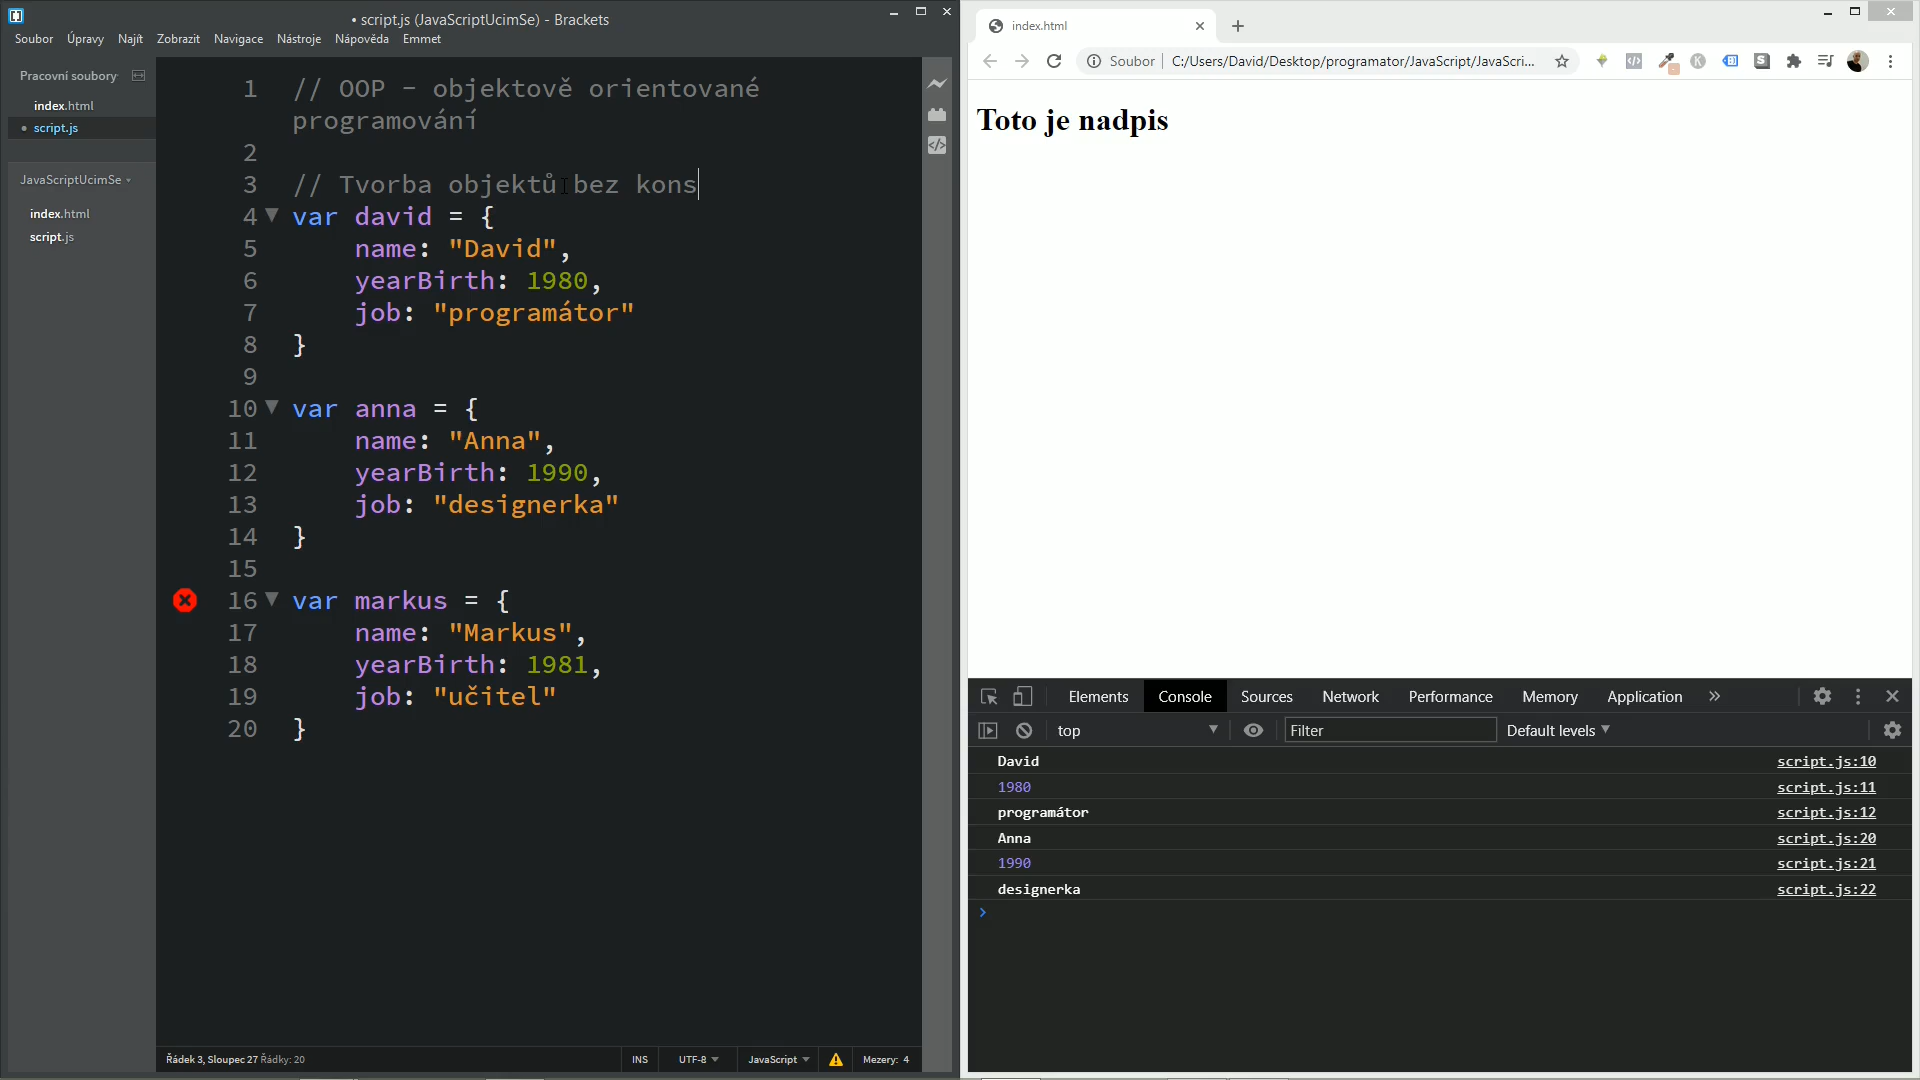 • script.js (JavaScriptUcimSe) - Brackets
Soubor Úpravy Najít Zobrazit Navigace Nástroje Nápověda Emmet
Pracovní soubory
index.html
• script.js
JavaScriptUcimSe
index.html
script.js
1 // OOP - objektově orientované
programování
2
3 // Tvorba objektů bez kons
4 var david = {
5 name: "David",
6 yearBirth: 1980,
7 job: "programátor"
8 }
9
10 var anna = {
11 name: "Anna",
12 yearBirth: 1990,
13 job: "designerka"
14 }
15
16 var markus = {
17 name: "Markus",
18 yearBirth: 1981,
19 job: "učitel"
20 }
Řádek 3, Sloupec 27 Řádky: 20
INS UTF-8 JavaScript Mezery: 4
index.html
Soubor C:/Users/David/Desktop/programator/JavaScript/JavaScri...
Toto je nadpis
Elements Console Sources Network Performance Memory Application »
top Filter Default levels
David script.js:10
1980 script.js:11
programátor script.js:12
Anna script.js:20
1990 script.js:21
designerka script.js:22